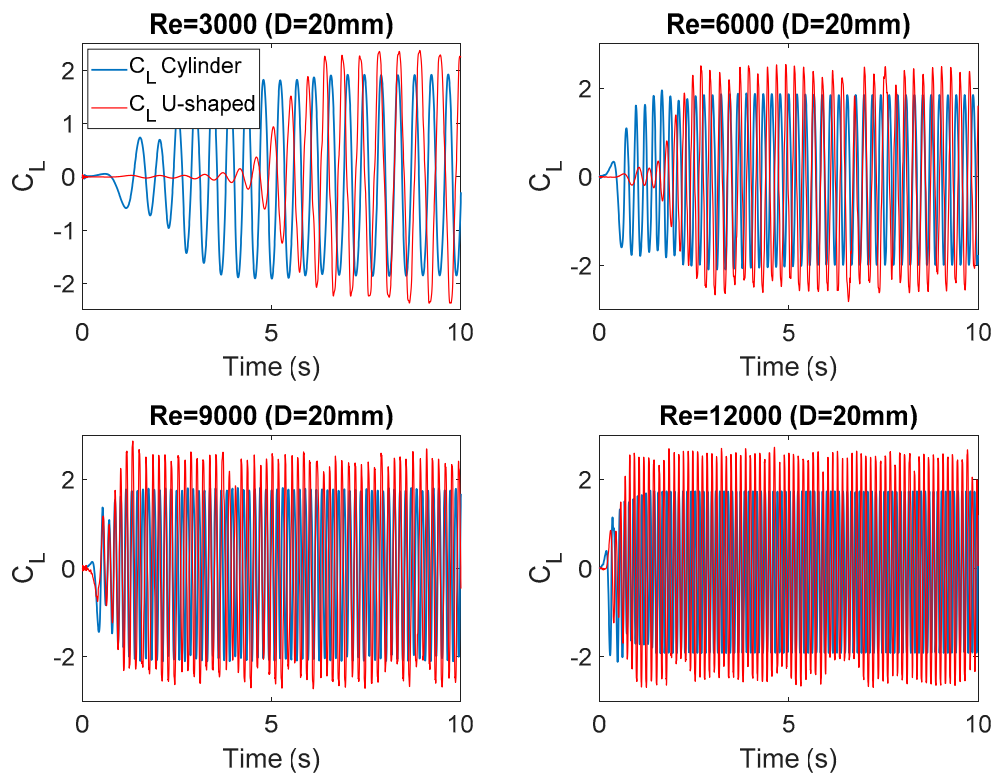 Re=3000 (D=20mm)
C_L
2
1
0
-1
-2
C_L Cylinder
C_L U-shaped
0
5
10
Time (s)
Re=6000 (D=20mm)
C_L
2
0
-2
0
5
10
Time (s)
Re=9000 (D=20mm)
C_L
2
0
-2
0
5
10
Time (s)
Re=12000 (D=20mm)
C_L
2
0
-2
0
5
10
Time (s)